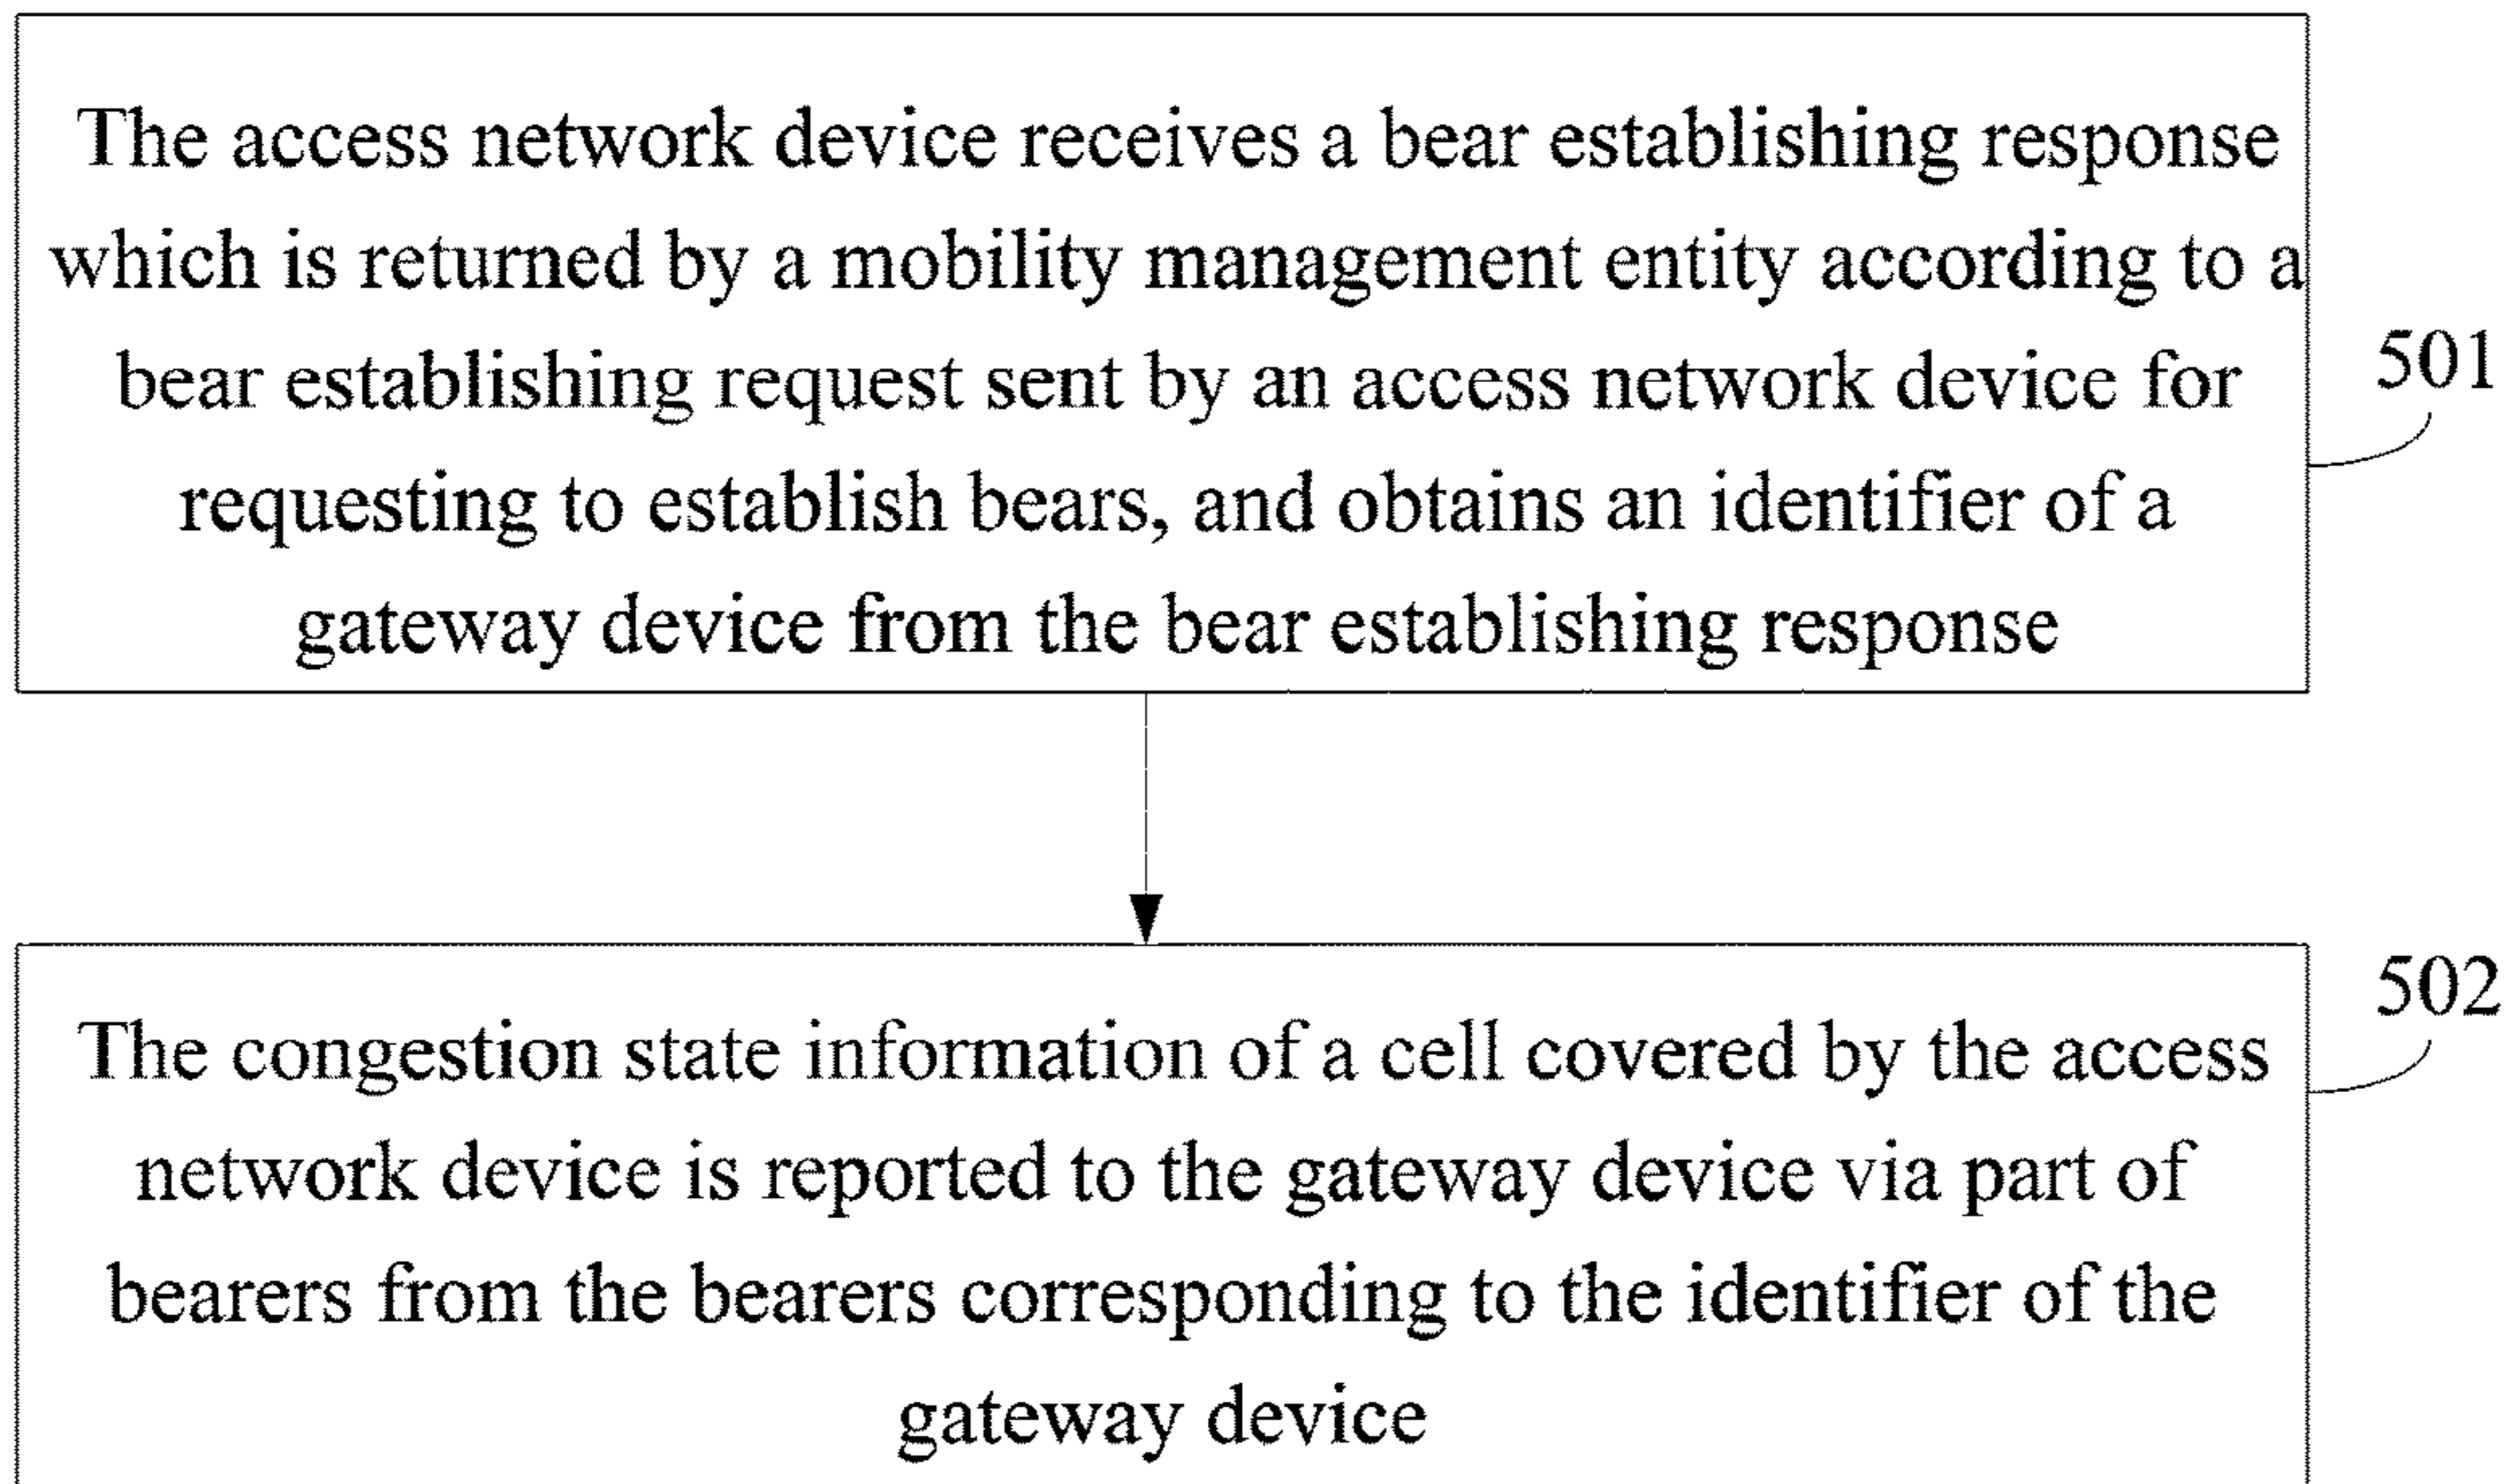 The access network device receives a bear establishing response
which is returned by a mobility management entity according to a
bear establishing request sent by an access network device for
requesting to establish bears, and obtains an identifier of a
gateway device from the bear establishing response
501
The congestion state information of a cell covered by the access
network device is reported to the gateway device via part of
bearers from the bearers corresponding to the identifier of the
gateway device
502